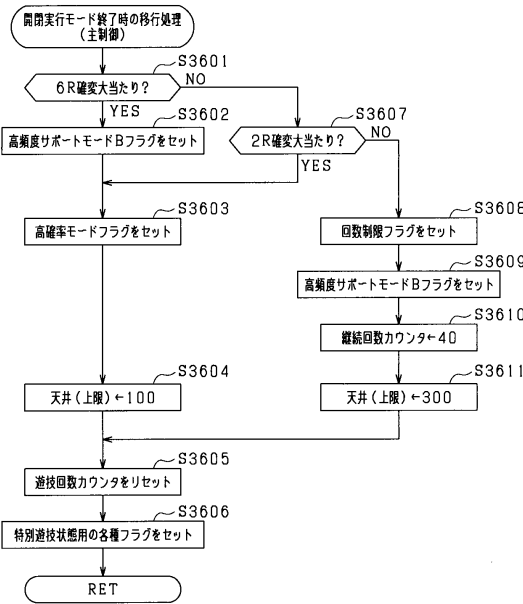 開閉実行モード終了時の移行処理
(主制御)
S3601
6R確変大当たり?
NO
YES
S3602
高頻度サポートモードBフラグをセット
S3607
2R確変大当たり?
NO
YES
S3603
高確率モードフラグをセット
S3608
回数制限フラグをセット
S3609
高頻度サポートモードBフラグをセット
S3610
継続回数カウンタ←40
S3604
天井(上限)←100
S3611
天井(上限)←300
S3605
遊技回数カウンタをリセット
S3606
特別遊技状態用の各種フラグをセット
RET